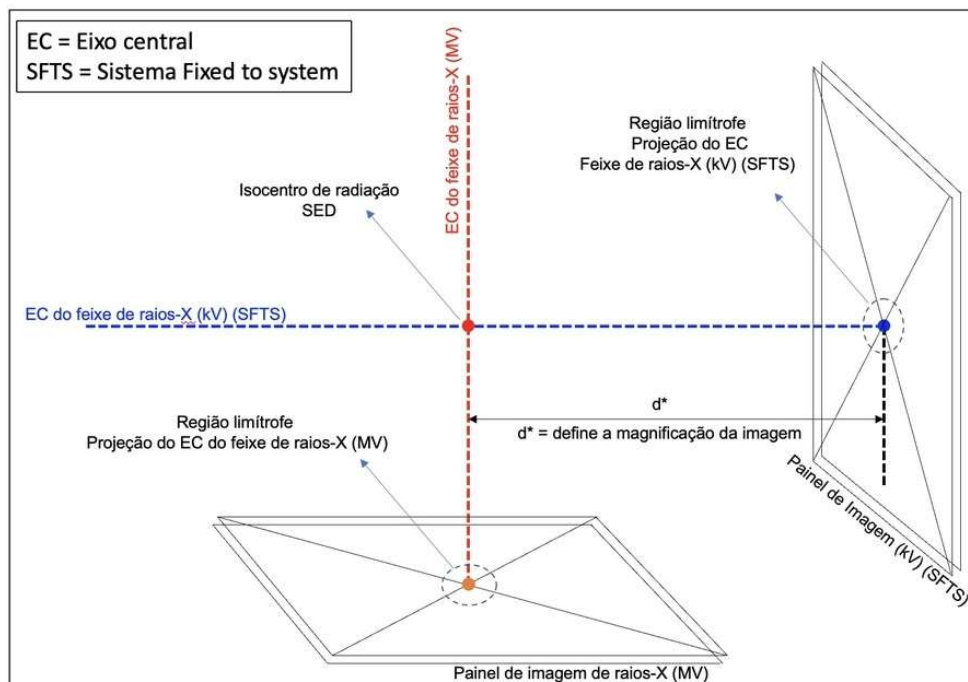 EC = Eixo central
SFTS = Sistema Fixed to system
EC do feixe de raios-X (MV)
Região limítrofe
Projeção do EC
Feixe de raios-X (kV) (SFTS)
Isocentro de radiação
SED
EC do feixe de raios-X (kV) (SFTS)
d*
d* = define a magnificação da imagem
Região limítrofe
Projeção do EC do feixe de raios-X (MV)
Painel de Imagem (kV) (SFTS)
Painel de imagem de raios-X (MV)